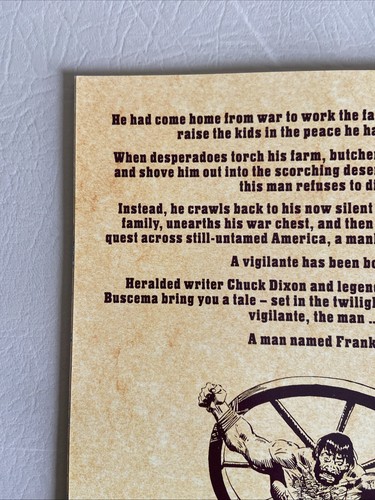 He had come home from war to work the fa
raise the kids in the peace he ha
When desperadoes torch his farm, butche
and shove him out into the scorching dese
this man refuses to di
Instead, he crawls back to his now silent
family, unearths his war chest, and then
quest across still-untamed America, a man
A vigilante has been bo
Heralded writer Chuck Dixon and legen
Buscema bring you a tale – set in the twilig
vigilante, the man ..
A man named Frank